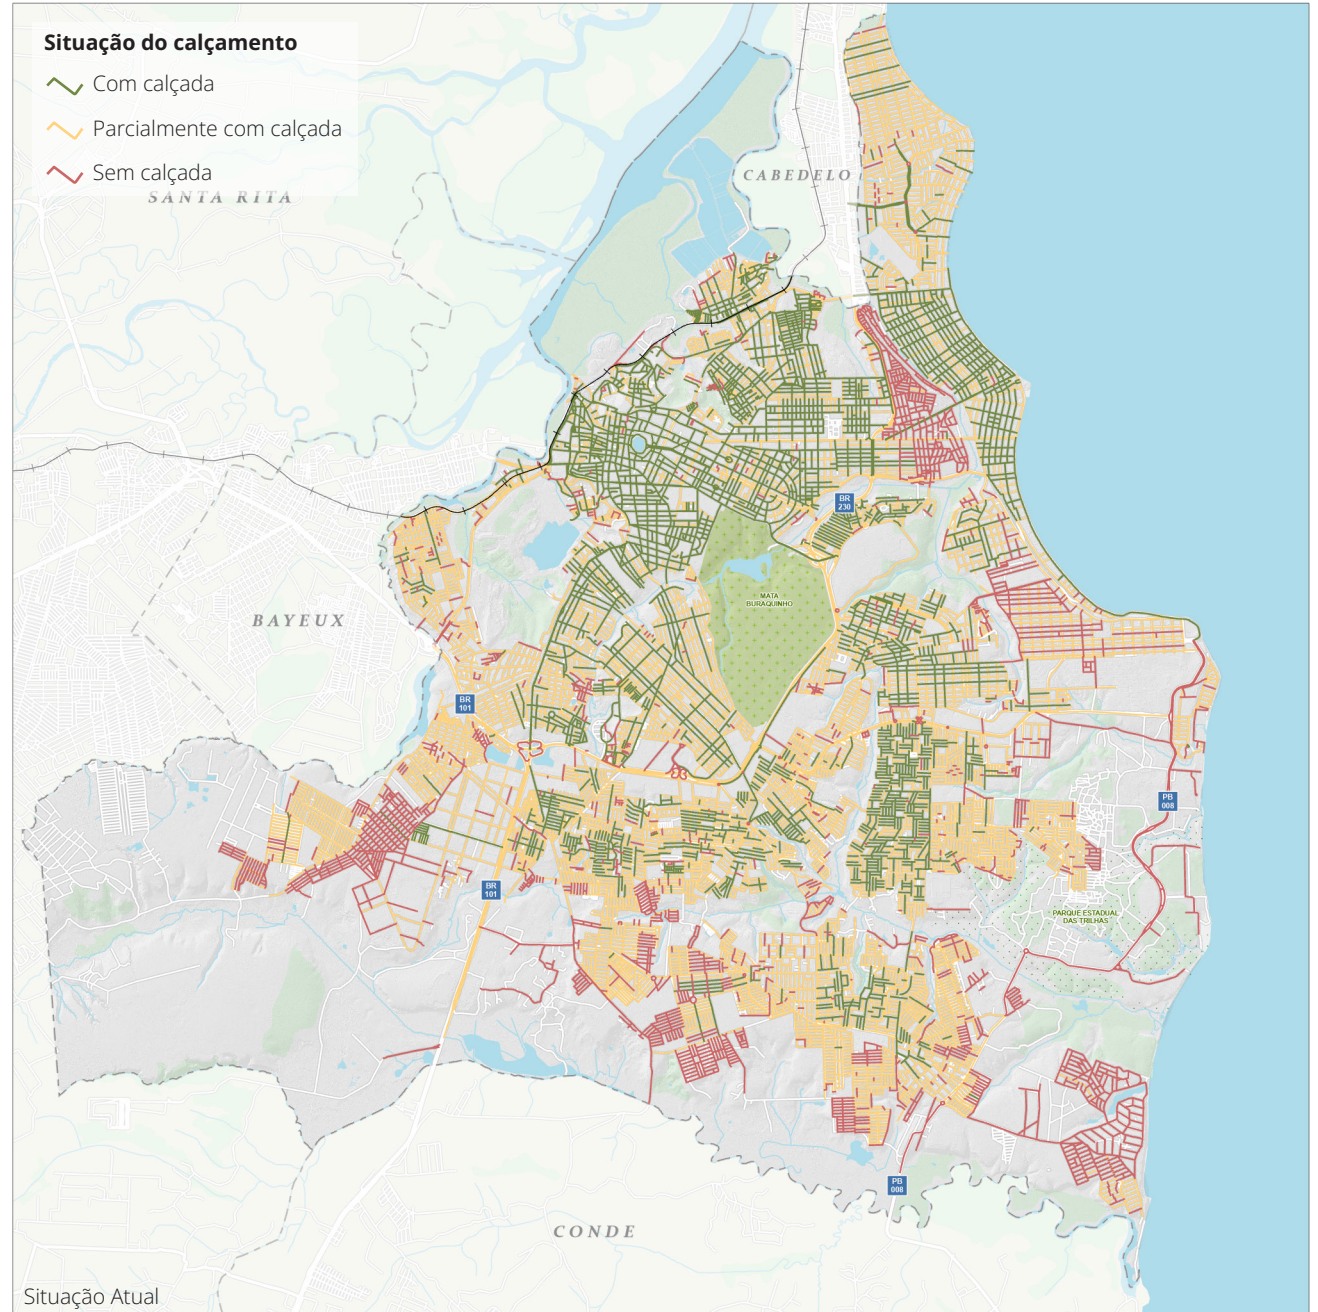 Situação do calçamento
Com calçada
Parcialmente com calçada
Sem calçada
SANTA RITA
CABEDELO
BR
230
MATA
BURAQUINHO
BAYEUX
BR
101
PB
008
BR
101
PARQUE ESTADUAL
DAS TRILHAS
PB
008
CONDE
Situação Atual